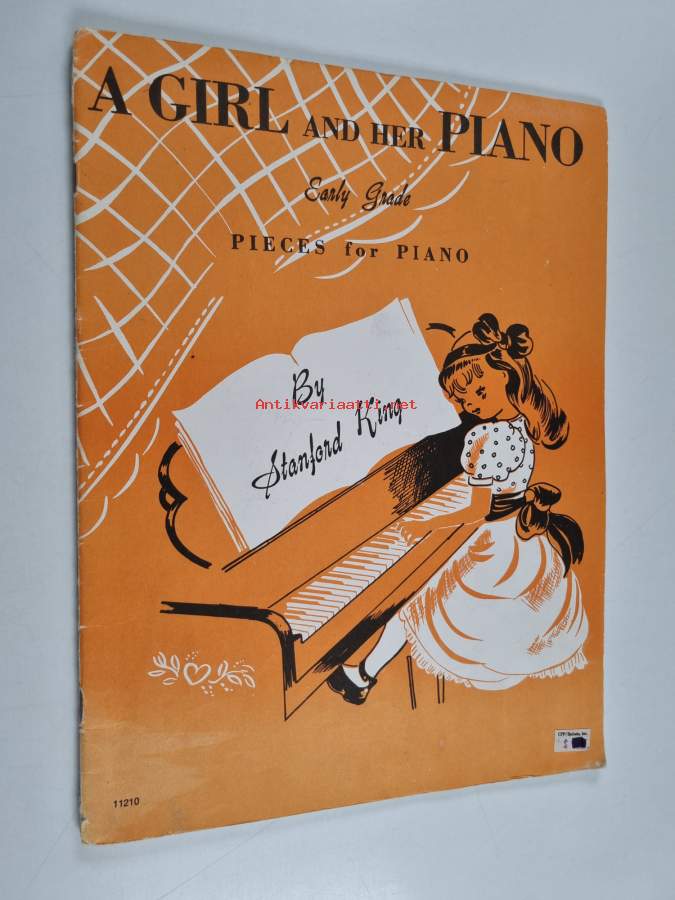 A GIRL AND HER PIANO
Early Grade
PIECES for PIANO
By
Antikvariaatti.net
Stanford King
11210